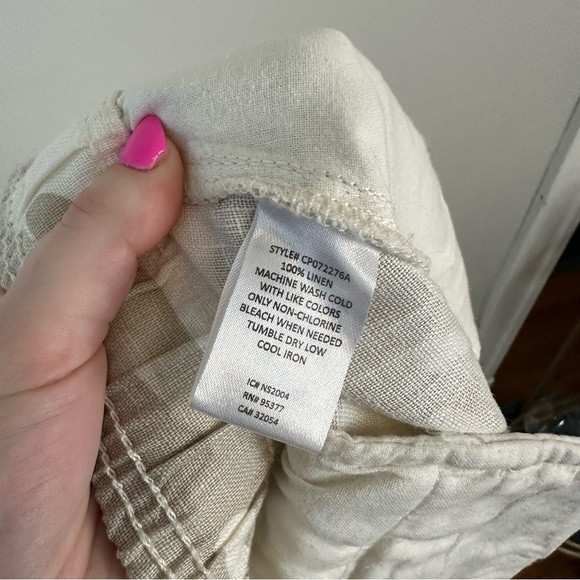 STYLE# CP072276A
100% LINEN
MACHINE WASH COLD
WITH LIKE COLORS
ONLY NON-CHLORINE
BLEACH WHEN NEEDED
TUMBLE DRY LOW
COOL IRON
IC# NS2004
RN# 95377
CA# 32054